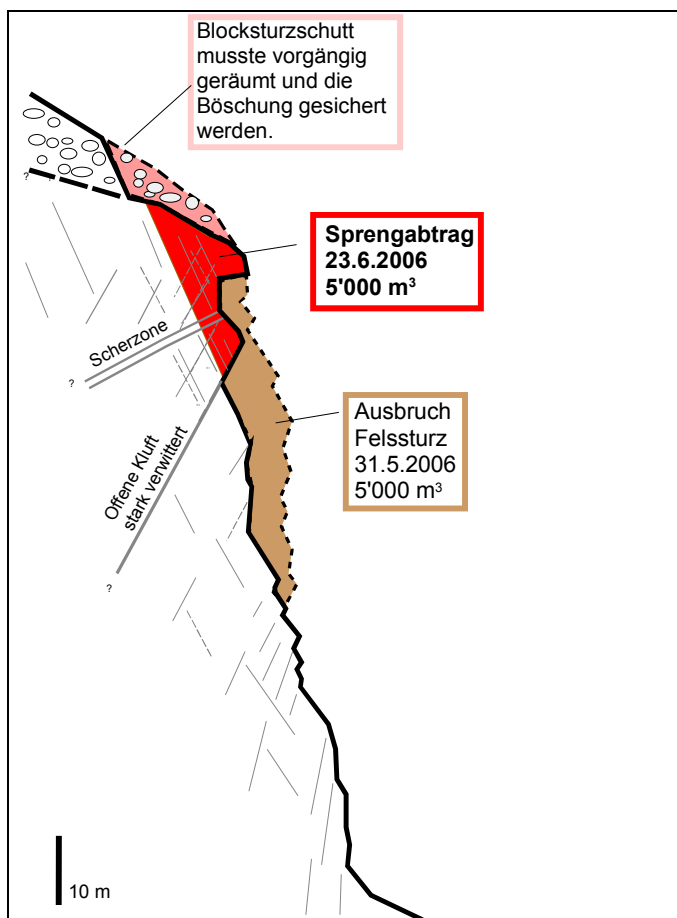 Blocksturzschutt
musste vorgängig
geräumt und die
Böschung gesichert
werden.
?
Sprengabtrag
23.6.2006
5'000 m³
Scherzone
?
Ausbruch
Felssturz
31.5.2006
5'000 m³
Offene Kluft
stark verwittert
?
10 m